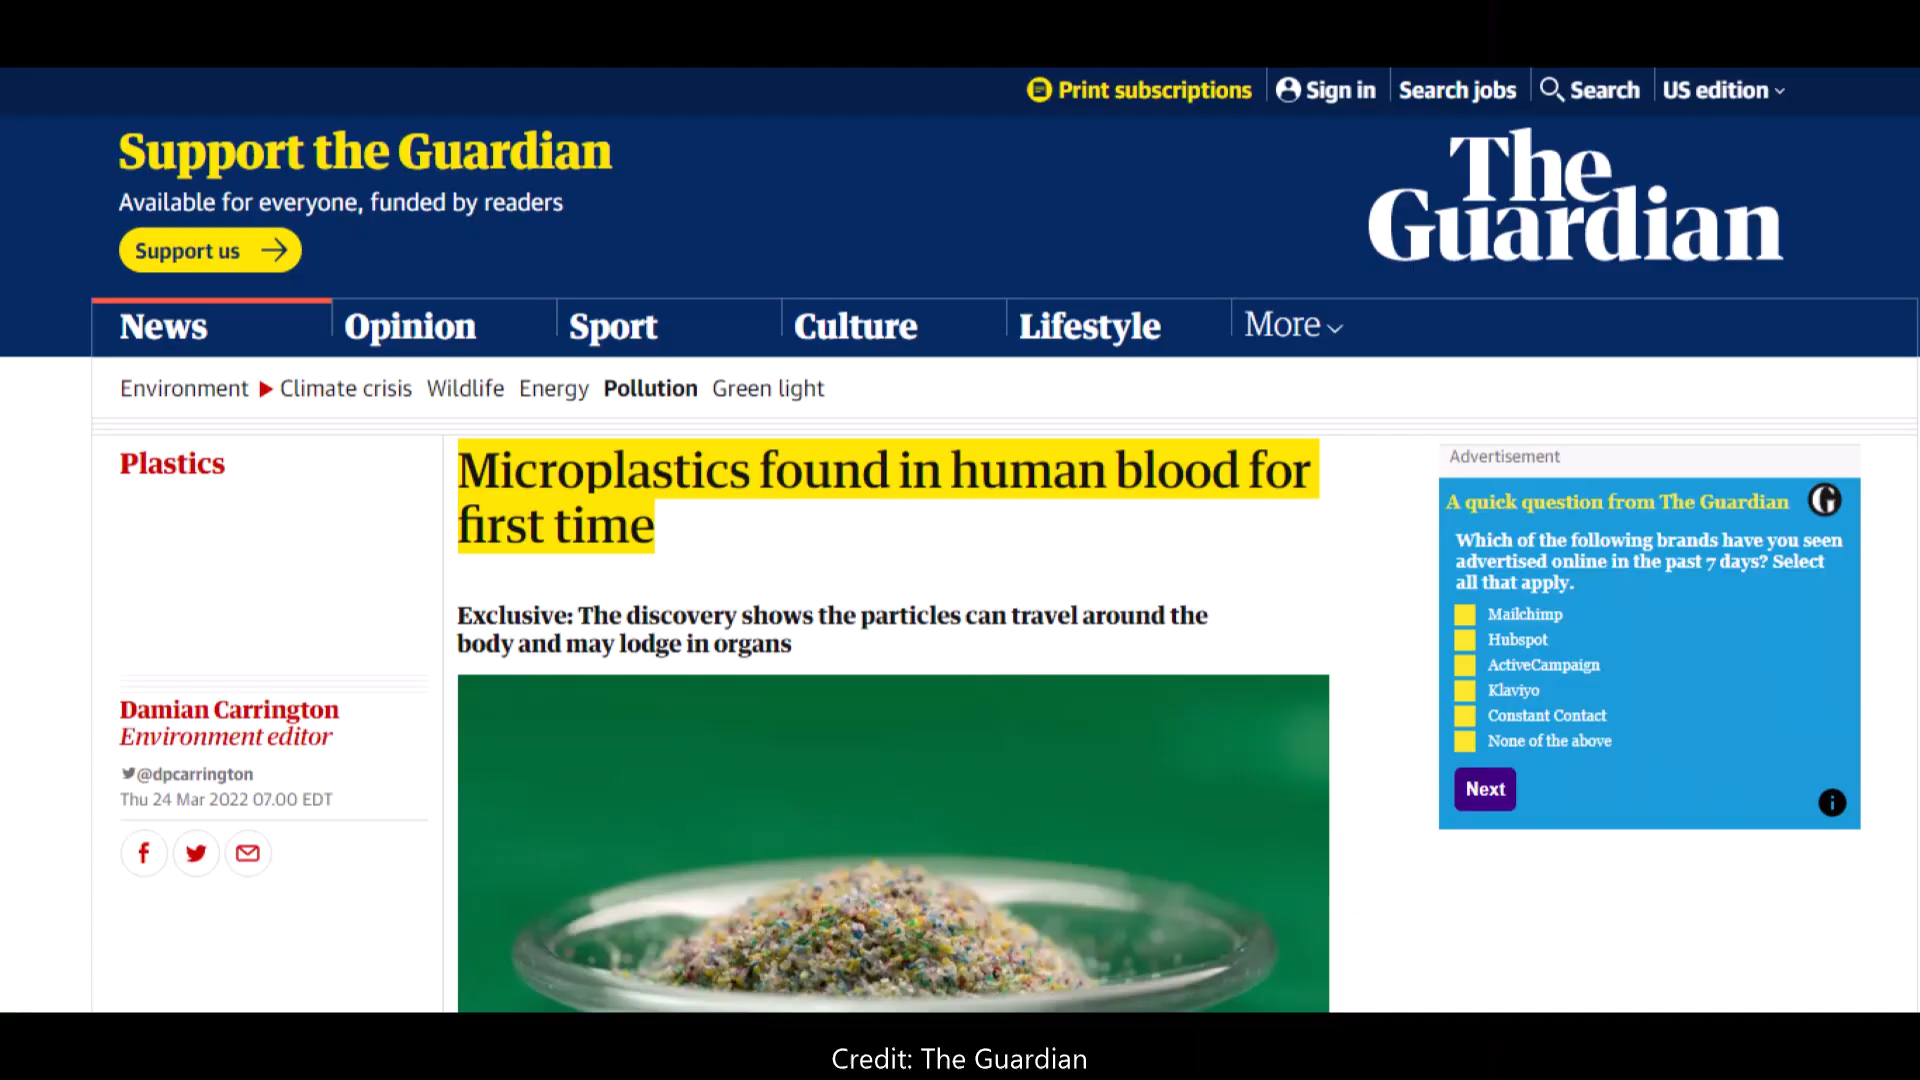 Print subscriptions
Sign in
Search jobs
Search
US edition
Support the Guardian
Available for everyone, funded by readers
Support us
The
Guardian
News
Opinion
Sport
Culture
Lifestyle
More
Environment
Climate crisis
Wildlife
Energy
Pollution
Green light
Plastics
Microplastics found in human blood for
first time
Exclusive: The discovery shows the particles can travel around the
body and may lodge in organs
Damian Carrington
Environment editor
@dpcarrington
Thu 24 Mar 2022 07.00 EDT
Advertisement
A quick question from The Guardian
G
Which of the following brands have you seen
advertised online in the past 7 days? Select
all that apply.
Mailchimp
Hubspot
ActiveCampaign
Klaviyo
Constant Contact
None of the above
Next
Credit: The Guardian